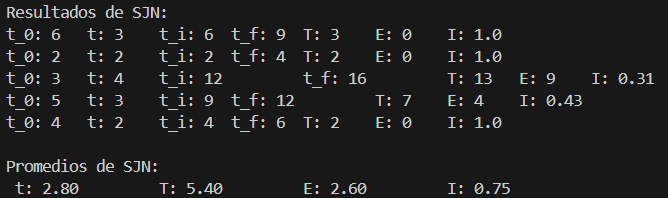 Resultados de SJN:
t_0: 6 t: 3 t_i: 6 t_f: 9 T: 3 E: 0 I: 1.0
t_0: 2 t: 2 t_i: 2 t_f: 4 T: 2 E: 0 I: 1.0
t_0: 3 t: 4 t_i: 12 t_f: 16 T: 13 E: 9 I: 0.31
t_0: 5 t: 3 t_i: 9 t_f: 12 T: 7 E: 4 I: 0.43
t_0: 4 t: 2 t_i: 4 t_f: 6 T: 2 E: 0 I: 1.0
Promedios de SJN:
t: 2.80 T: 5.40 E: 2.60 I: 0.75